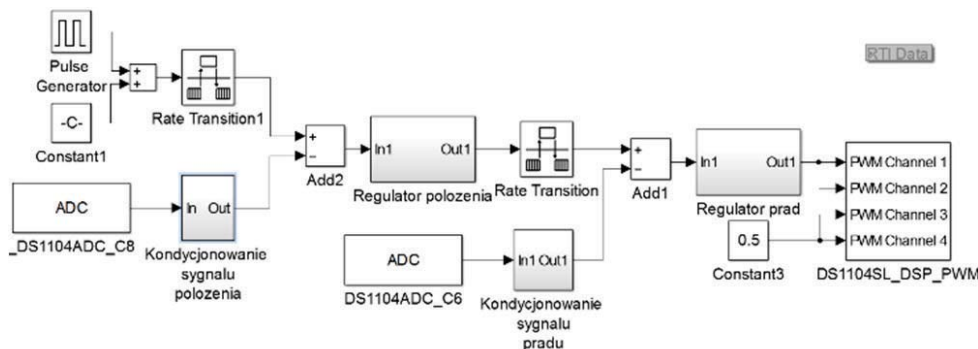 Pulse
Generator
+
+
-C-
Constant1
Rate Transition1
ADC
_DS1104ADC_C8
In Out
Kondycjonowanie
sygnalu
polozenia
+
−
Add2
In1 Out1
Regulator polozenia
Rate Transition
ADC
DS1104ADC_C6
In1 Out1
Kondycjonowanie
sygnalu
pradu
+
−
Add1
In1 Out1
Regulator prad
0.5
Constant3
RTI Data
PWM Channel 1
PWM Channel 2
PWM Channel 3
PWM Channel 4
DS1104SL_DSP_PWM